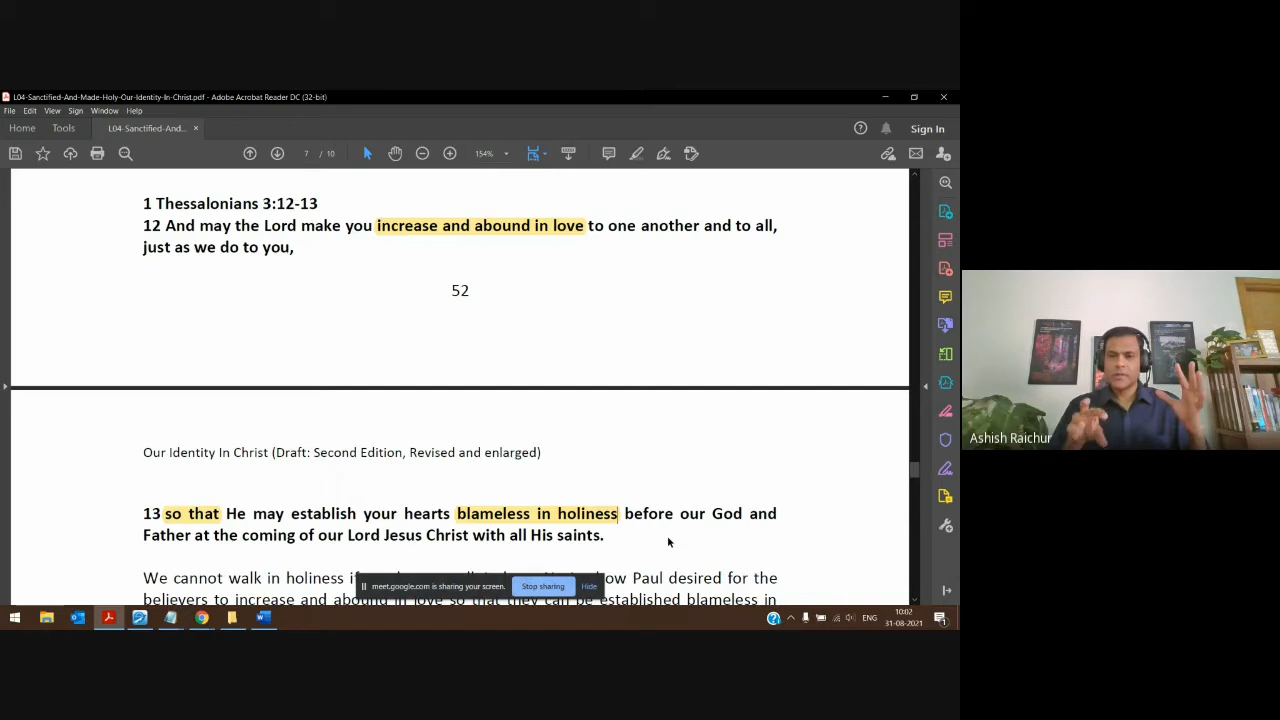 L04-Sanctified-And-Made-Holy-Our-Identity-In-Christ.pdf - Adobe Acrobat Reader DC (32-bit)
File Edit View Sign Window Help
Home Tools L04-Sanctified-And... × Sign In
7 / 10 154%
1 Thessalonians 3:12-13
12 And may the Lord make you increase and abound in love to one another and to all,
just as we do to you,
52
Our Identity In Christ (Draft: Second Edition, Revised and enlarged)
13 so that He may establish your hearts blameless in holiness before our God and
Father at the coming of our Lord Jesus Christ with all His saints.
We cannot walk in holiness Paul desired for the
meet.google.com is sharing your screen. Stop sharing Hide
believers to increase and abound in love so that they can be established blameless in
Ashish Raichur
ENG
10:02
31-08-2021